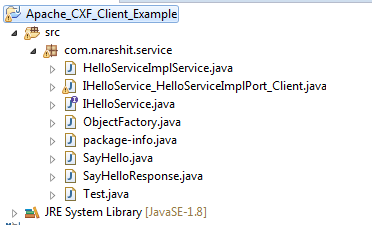 Apache_CXF_Client_Example
src
com.nareshit.service
HelloServiceImplService.java
IHelloService_HelloServiceImplPort_Client.java
IHelloService.java
ObjectFactory.java
package-info.java
SayHello.java
SayHelloResponse.java
Test.java
JRE System Library [JavaSE-1.8]